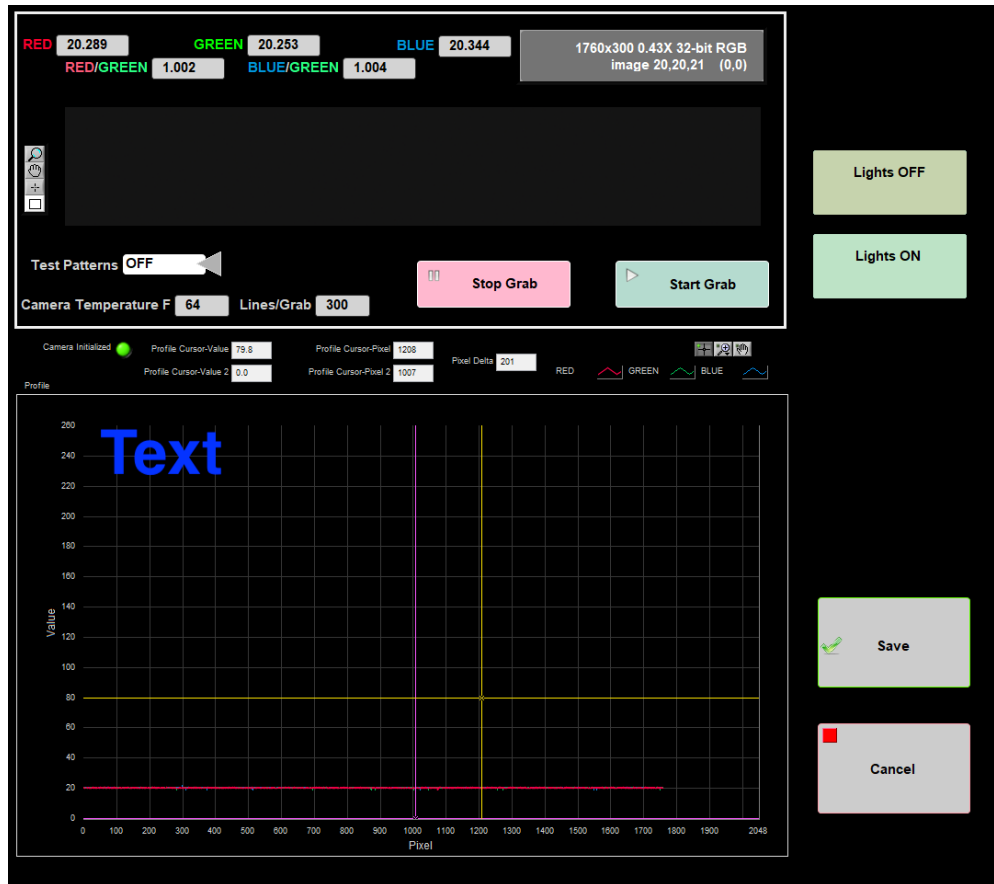 RED 20.289 GREEN 20.253 BLUE 20.344
RED/GREEN 1.002 BLUE/GREEN 1.004
1760x300 0.43X 32-bit RGB
image 20,20,21 (0,0)
Lights OFF
Lights ON
Test Patterns OFF
Stop Grab
Start Grab
Camera Temperature F 64 Lines/Grab 300
Camera Initialized Profile Cursor-Value 79.8 Profile Cursor-Pixel 1208
Pixel Delta 201
Profile Cursor-Value 2 0.0 Profile Cursor-Pixel 2 1007
RED GREEN BLUE
Profile
Text
260
240
220
200
180
160
140
120
100
80
60
40
20
0
Value
0 100 200 300 400 500 600 700 800 900 1000 1100 1200 1300 1400 1500 1600 1700 1800 1900 2048
Pixel
Save
Cancel